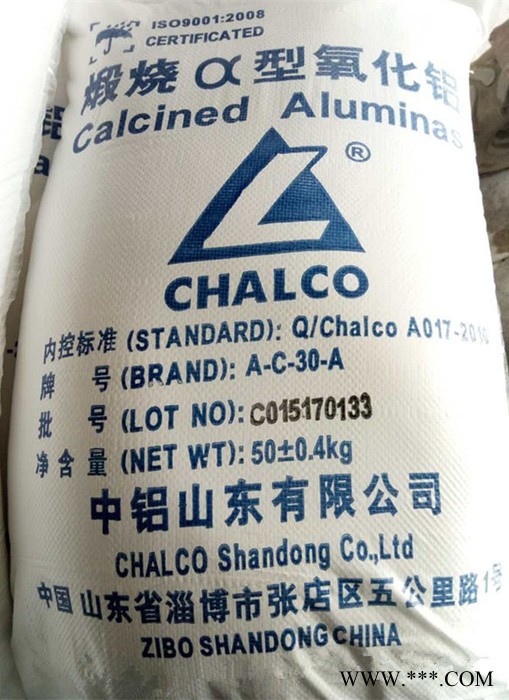 ISO9001:2008
CERTIFICATED
煅烧α型氧化铝
Calcined Aluminas
®
CHALCO
内控标准(STANDARD): Q/Chalco A017-2010
牌 号(BRAND): A-C-30-A
批 号(LOT NO): C015170133
净含量(NET WT): 50±0.4kg
中铝山东有限公司
CHALCO Shandong Co.,Ltd
中国 山东省淄博市张店区五公里路1号
ZIBO SHANDONG CHINA
WWW.***.COM
铝